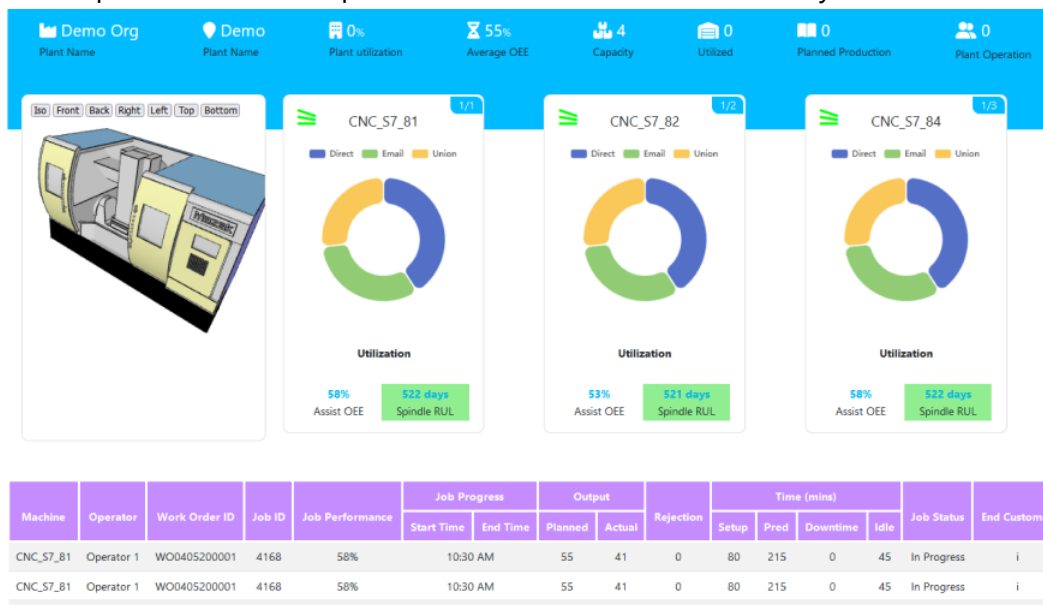 Demo Org
Plant Name
Demo
Plant Name
0%
Plant utilization
55%
Average OEE
4
Capacity
0
Utilized
0
Planned Production
0
Plant Operation
Iso Front Back Right Left Top Bottom
Mazak
1/1
CNC_S7_81
Direct Email Union
Utilization
58%
Assist OEE
522 days
Spindle RUL
1/2
CNC_S7_82
Direct Email Union
Utilization
53%
Assist OEE
521 days
Spindle RUL
1/3
CNC_S7_84
Direct Email Union
Utilization
58%
Assist OEE
522 days
Spindle RUL
Machine Operator Work Order ID Job ID Job Performance Job Progress Output Rejection Time (mins) Job Status End Custom
Start Time End Time Planned Actual Setup Pred Downtime Idle
CNC_S7_81 Operator 1 WO0405200001 4168 58% 10:30 AM 55 41 0 80 215 0 45 In Progress i
CNC_S7_81 Operator 1 WO0405200001 4168 58% 10:30 AM 55 41 0 80 215 0 45 In Progress i